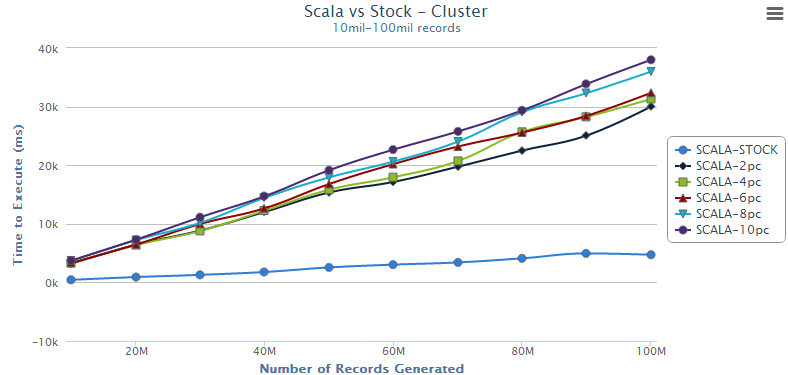 Scala vs Stock - Cluster
10mil-100mil records
40k
30k
20k
10k
0k
-10k
Time to Execute (ms)
20M 40M 60M 80M 100M
Number of Records Generated
SCALA-STOCK
SCALA-2pc
SCALA-4pc
SCALA-6pc
SCALA-8pc
SCALA-10pc